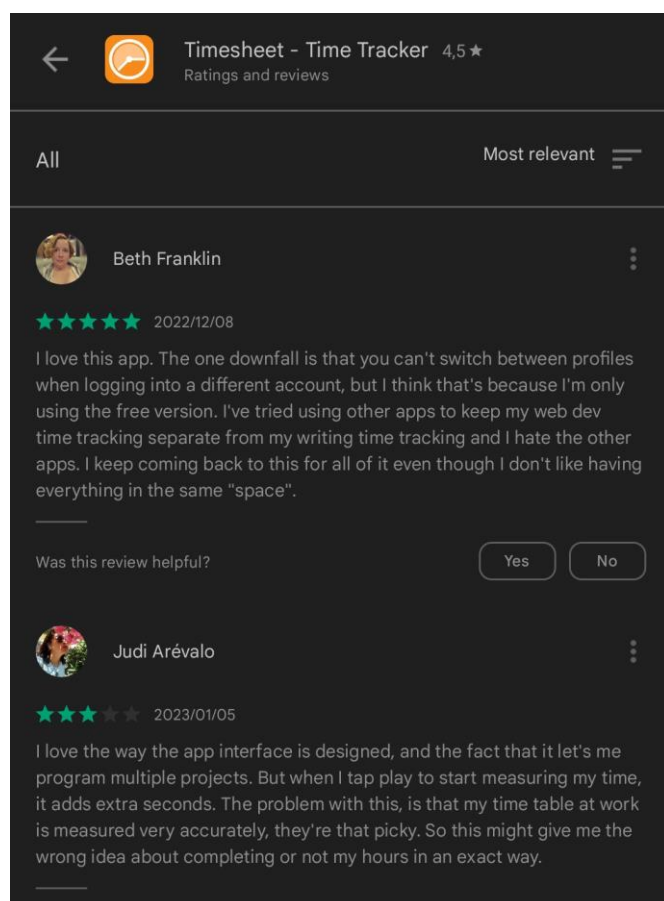 Timesheet - Time Tracker 4,5★
Ratings and reviews
All
Most relevant
Beth Franklin
2022/12/08
I love this app. The one downfall is that you can't switch between profiles
when logging into a different account, but I think that's because I'm only
using the free version. I've tried using other apps to keep my web dev
time tracking separate from my writing time tracking and I hate the other
apps. I keep coming back to this for all of it even though I don't like having
everything in the same "space".
Was this review helpful?
Yes
No
Judi Arévalo
2023/01/05
I love the way the app interface is designed, and the fact that it let's me
program multiple projects. But when I tap play to start measuring my time,
it adds extra seconds. The problem with this, is that my time table at work
is measured very accurately, they're that picky. So this might give me the
wrong idea about completing or not my hours in an exact way.